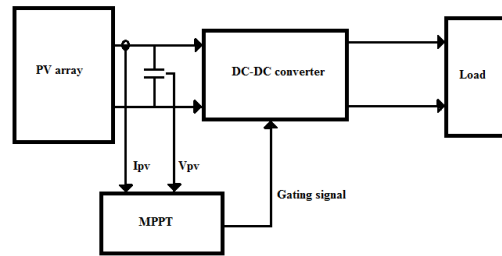 PV array
DC-DC converter
Load
Ipv
Vpv
Gating signal
MPPT